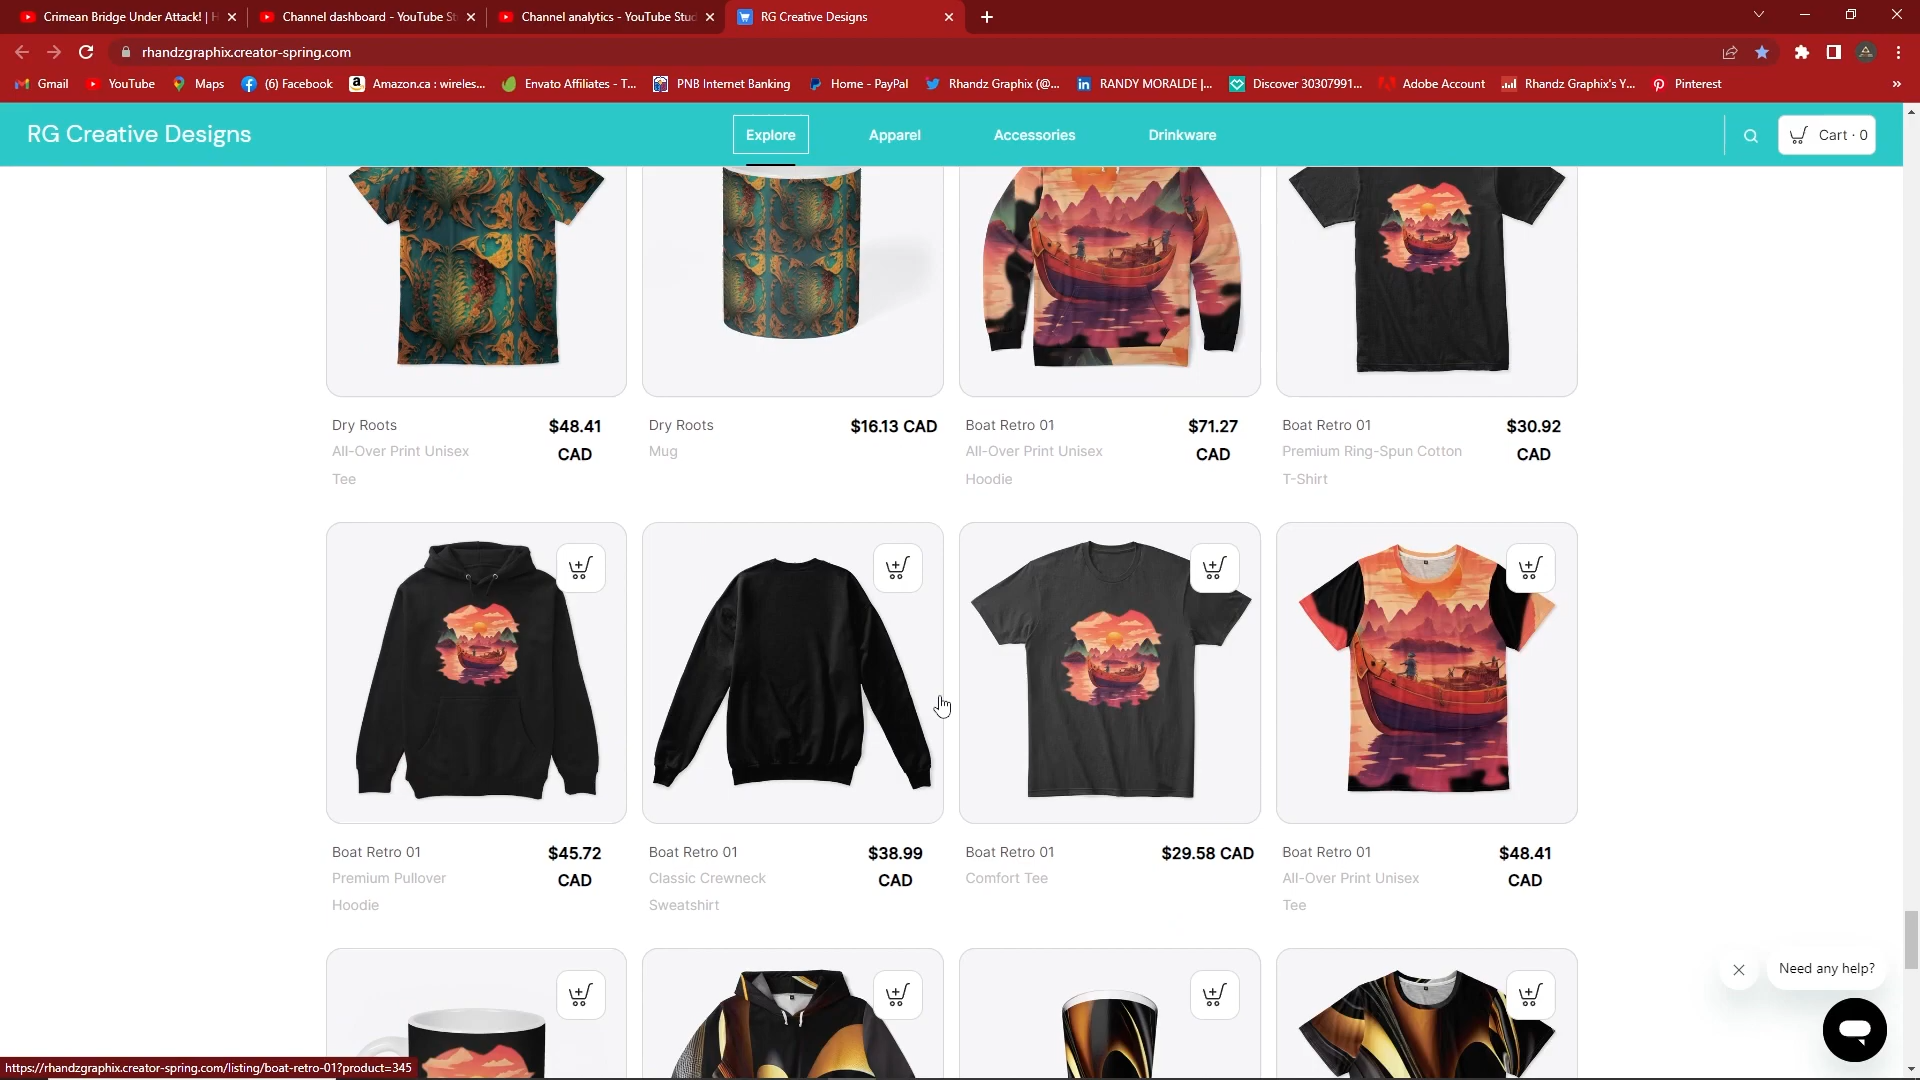 Crimean Bridge Under Attack! | H
Channel dashboard - YouTube St
Channel analytics - YouTube Stud
RG Creative Designs
rhandzgraphix.creator-spring.com
Gmail
YouTube
Maps
(6) Facebook
Amazon.ca : wireles...
Envato Affiliates - T...
PNB Internet Banking
Home - PayPal
Rhandz Graphix (@...
RANDY MORALDE |...
Discover 30307991...
Adobe Account
Rhandz Graphix's Y...
Pinterest
»
RG Creative Designs
Explore
Apparel
Accessories
Drinkware
Cart · 0
Dry Roots
$48.41
CAD
All-Over Print Unisex
Tee
Dry Roots
$16.13 CAD
Mug
Boat Retro 01
$71.27
CAD
All-Over Print Unisex
Hoodie
Boat Retro 01
$30.92
CAD
Premium Ring-Spun Cotton
T-Shirt
Boat Retro 01
$45.72
CAD
Premium Pullover
Hoodie
Boat Retro 01
$38.99
CAD
Classic Crewneck
Sweatshirt
Boat Retro 01
$29.58 CAD
Comfort Tee
Boat Retro 01
$48.41
CAD
All-Over Print Unisex
Tee
Need any help?
https://rhandzgraphix.creator-spring.com/listing/boat-retro-01?product=345